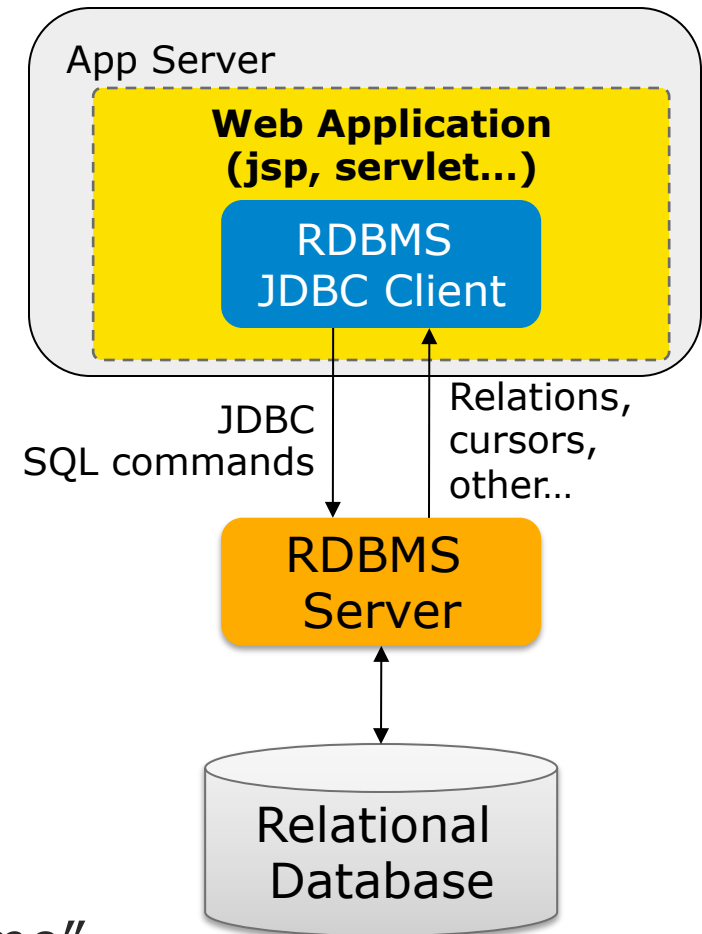 App Server
Web Application
(jsp, servlet…)
RDBMS
JDBC Client
JDBC
SQL commands
Relations,
cursors,
other…
RDBMS
Server
Relational
Database